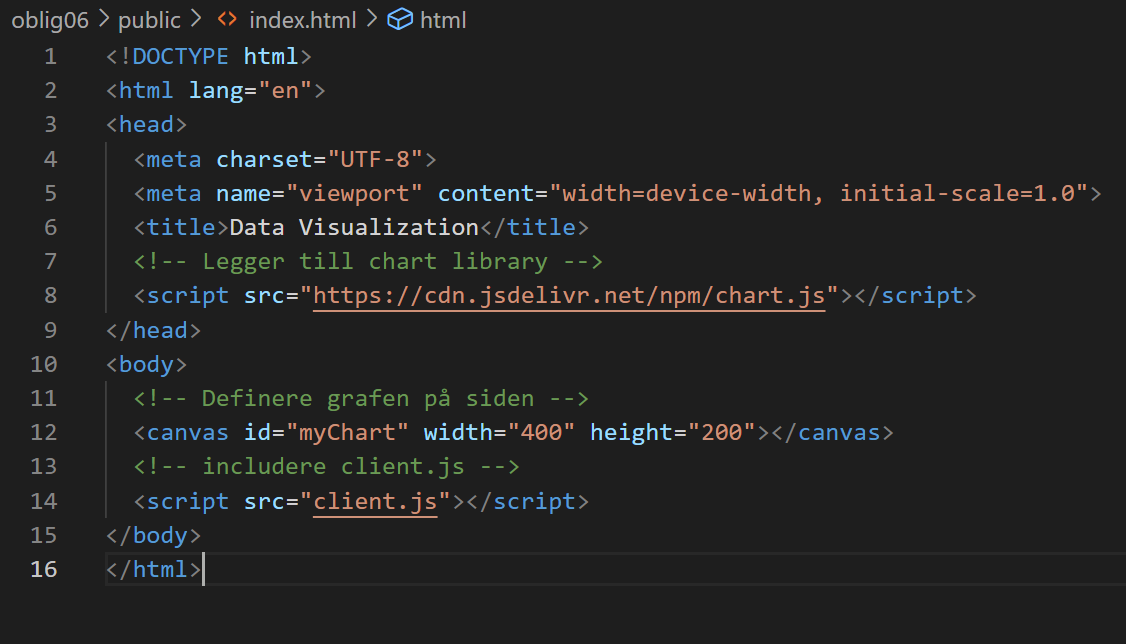 oblig06 > public > <> index.html > html
1 <!DOCTYPE html>
2 <html lang="en">
3 <head>
4   <meta charset="UTF-8">
5   <meta name="viewport" content="width=device-width, initial-scale=1.0">
6   <title>Data Visualization</title>
7   <!-- Legger till chart library -->
8   <script src="https://cdn.jsdelivr.net/npm/chart.js"></script>
9 </head>
10 <body>
11   <!-- Definere grafen på siden -->
12   <canvas id="myChart" width="400" height="200"></canvas>
13   <!-- includere client.js -->
14   <script src="client.js"></script>
15 </body>
16 </html>